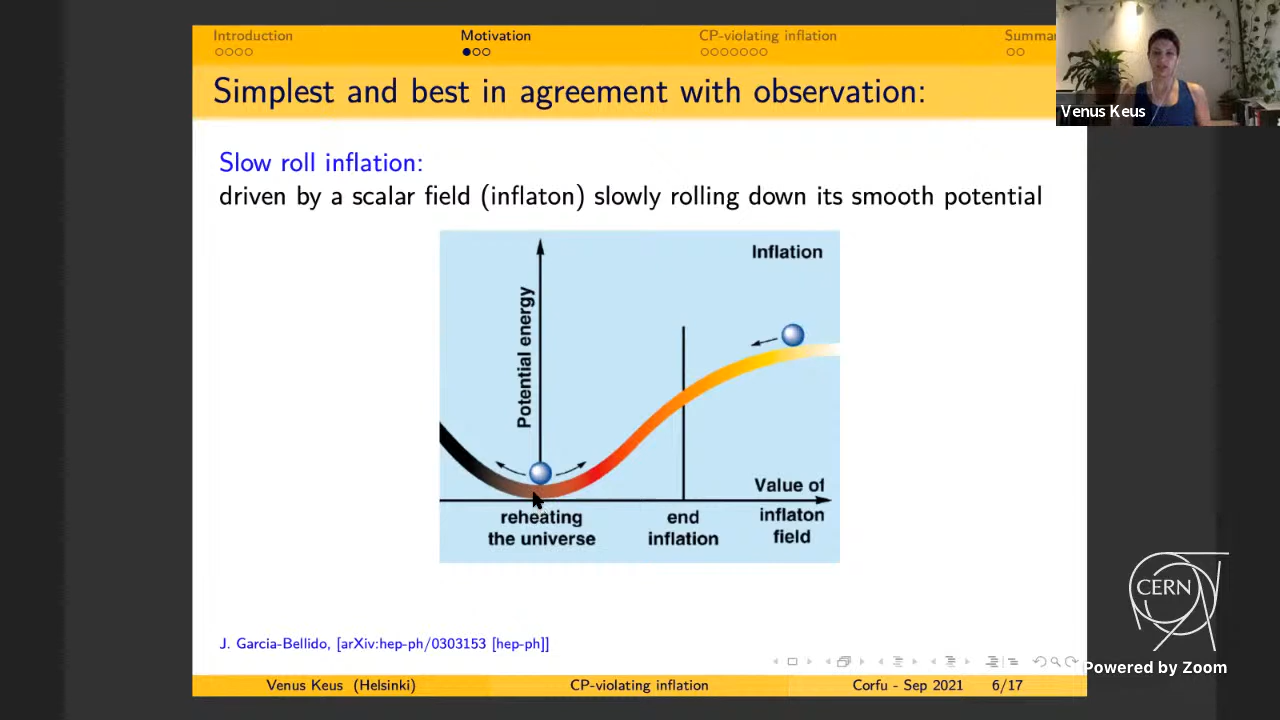 Introduction
Motivation
CP-violating inflation
Summar
Simplest and best in agreement with observation:
Venus Keus
Slow roll inflation:
driven by a scalar field (inflaton) slowly rolling down its smooth potential
Inflation
Potential energy
Value of
inflaton
field
reheating
the universe
end
inflation
CERN
J. Garcia-Bellido, [arXiv:hep-ph/0303153 [hep-ph]]
Powered by Zoom
Venus Keus (Helsinki)
CP-violating inflation
Corfu - Sep 2021
6/17